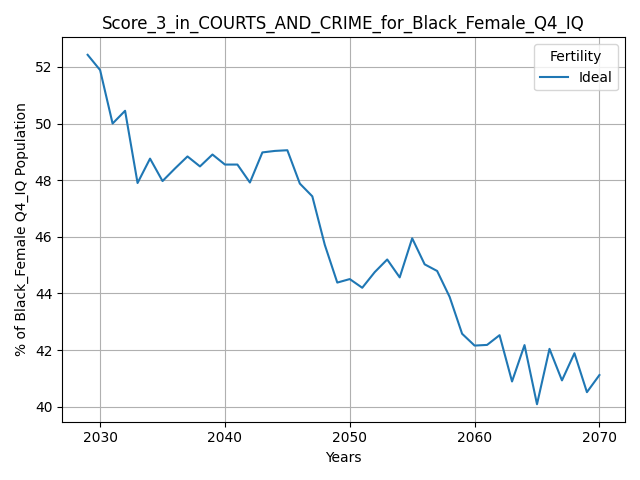 Score_3_in_COURTS_AND_CRIME_for_Black_Female_Q4_IQ
Fertility
Ideal
% of Black_Female Q4_IQ Population
52
50
48
46
44
42
40
2030 2040 2050 2060 2070
Years